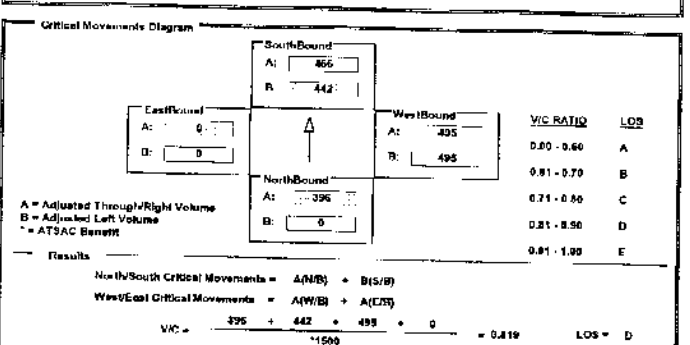 Critical Movements Diagram
SouthBound
A: 466
B: 442
EastBound
A: 0
B: 0
WestBound
A: 495
B: 495
NorthBound
A: 396
B: 0
V/C RATIO LOS
0.00 - 0.60 A
0.61 - 0.70 B
0.71 - 0.80 C
0.81 - 0.90 D
0.91 - 1.00 E
A = Adjusted Through/Right Volume
B = Adjusted Left Volume
* = ATSAC Benefit
Results
North/South Critical Movements = A(N/B) + B(S/B)
West/East Critical Movements = A(W/B) + A(E/B)
V/C = 396 + 442 + 495 + 0 = 0.819 LOS = D
*1500